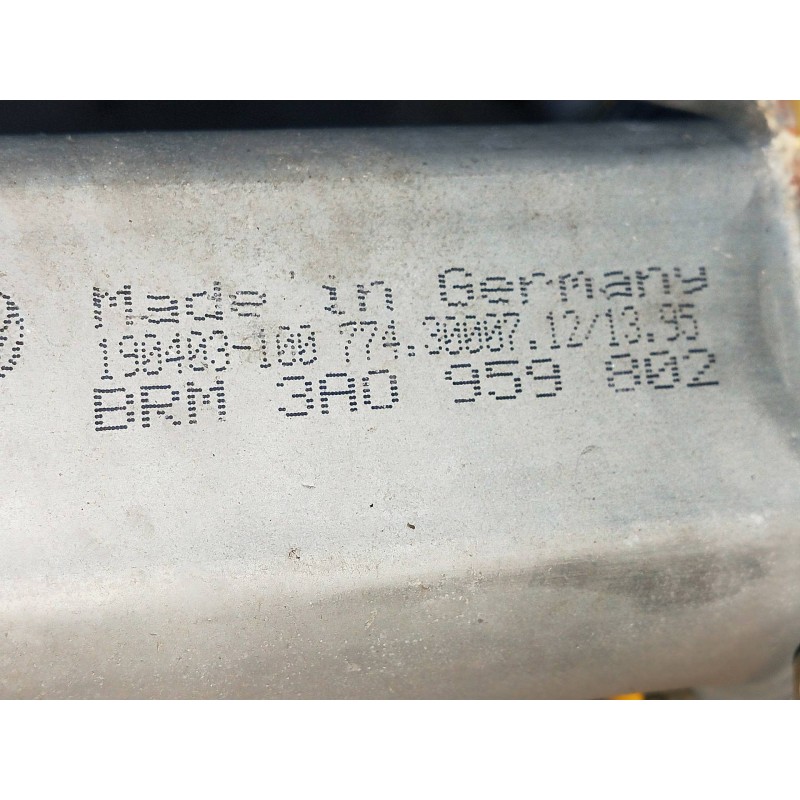 Made in Germany
190403-100 774.30007.12/13.95
BRM 3A0 959 802